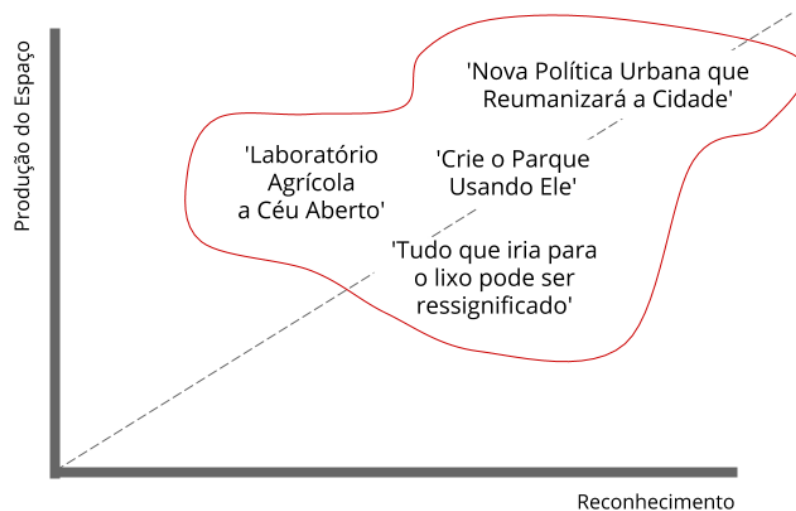 Produção do Espaço
'Nova Política Urbana que
Reumanizará a Cidade'
'Laboratório
Agrícola
a Céu Aberto'
'Crie o Parque
Usando Ele'
'Tudo que iria para
o lixo pode ser
ressignificado'
Reconhecimento